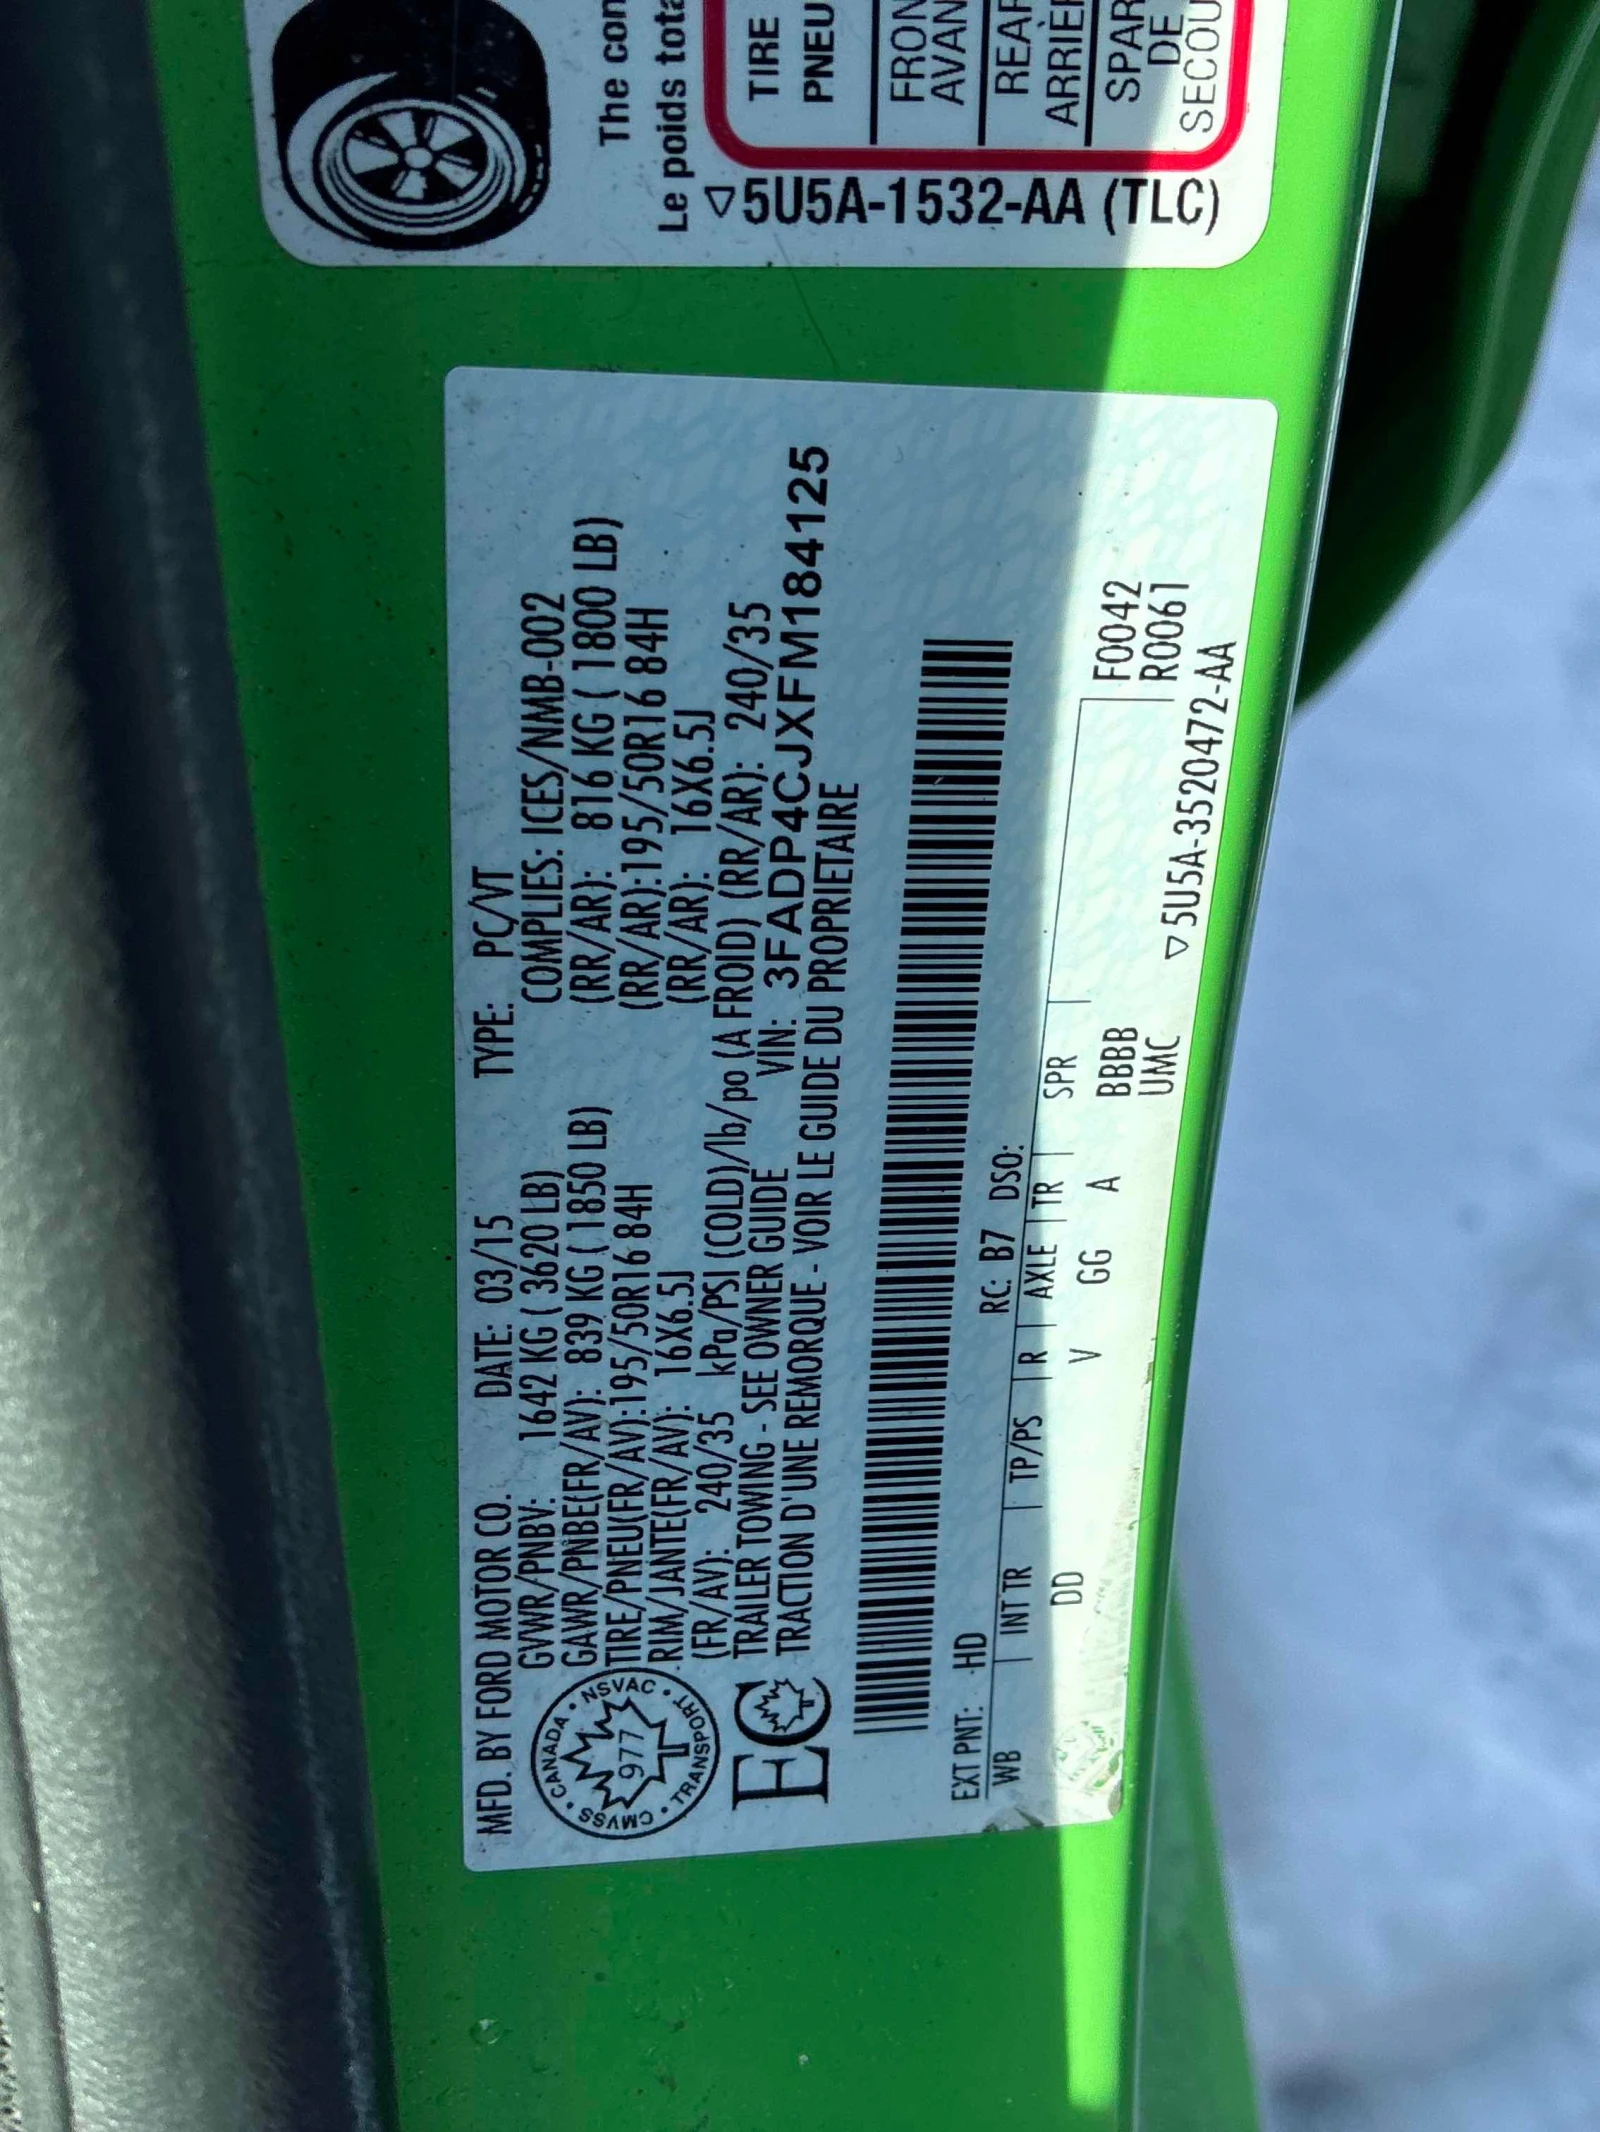 MFD. BY FORD MOTOR CO. DATE: 03/15 TYPE: PC/VT
GVWR/PNBV: 1642 KG ( 3620 LB) COMPLIES: ICES/NMB-002
GAWR/PNBE(FR/AV): 839 KG ( 1850 LB) (RR/AR): 816 KG ( 1800 LB)
TIRE/PNEU(FR/AV):195/50R16 84H (RR/AR):195/50R16 84H
RIM/JANTE(FR/AV): 16X6.5J (RR/AR): 16X6.5J
(FR/AV): 240/35 kPa/PSI (COLD)/lb/po (A FROID) (RR/AR): 240/35
TRAILER TOWING - SEE OWNER GUIDE VIN: 3FADP4CJXFM184125
TRACTION D'UNE REMORQUE - VOIR LE GUIDE DU PROPRIETAIRE
CANADA • NSVAC • TRANSPORT • CMVSS •
977
EC
EXT PNT: HD RC: B7 DSO:
WB INT TR TP/PS R AXLE TR SPR
F0042
DD V GG A BBBB R0061
UMC
5U5A-3520472-AA
The con
Le poids tota
TIRE
PNEU
FRON
AVAN
REAR
ARRIÈR
SPAR
DE
SECOU
5U5A-1532-AA (TLC)